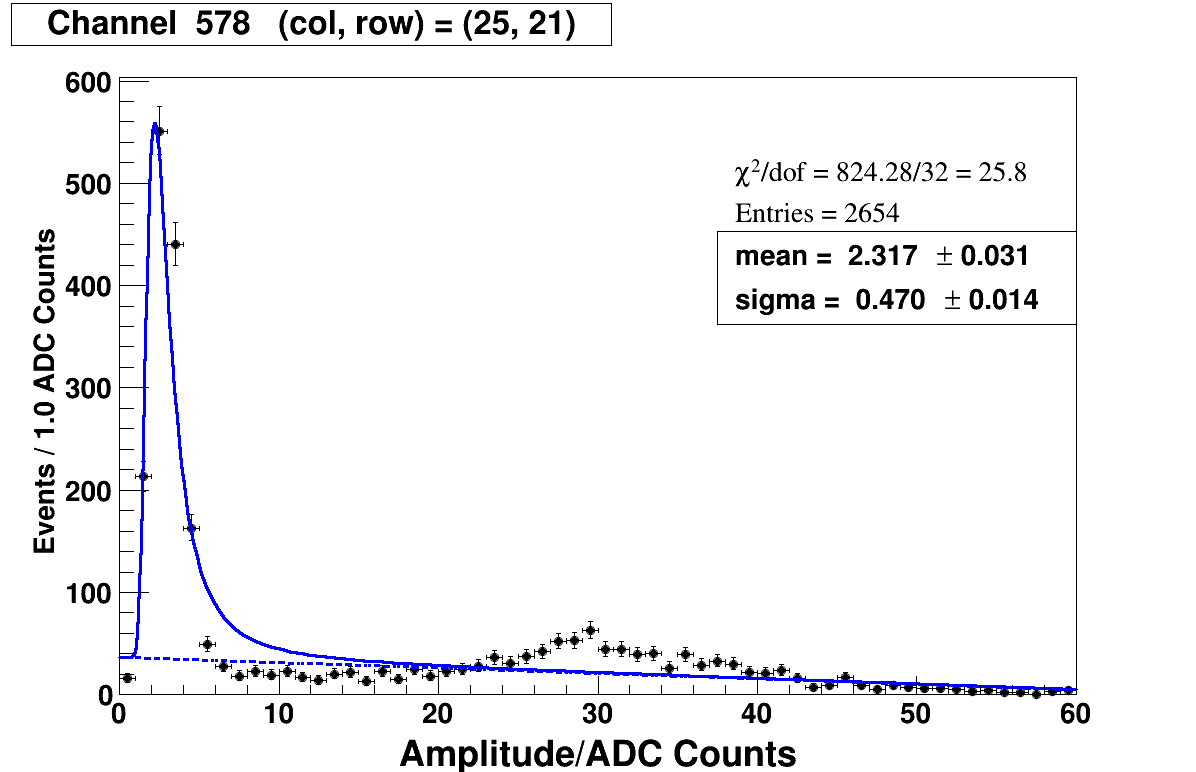 Channel 578 (col, row) = (25, 21)
600
500
400
300
200
100
0
Events / 1.0 ADC Counts
χ²/dof = 824.28/32 = 25.8
Entries = 2654
mean = 2.317 ± 0.031
sigma = 0.470 ± 0.014
0 10 20 30 40 50 60
Amplitude/ADC Counts